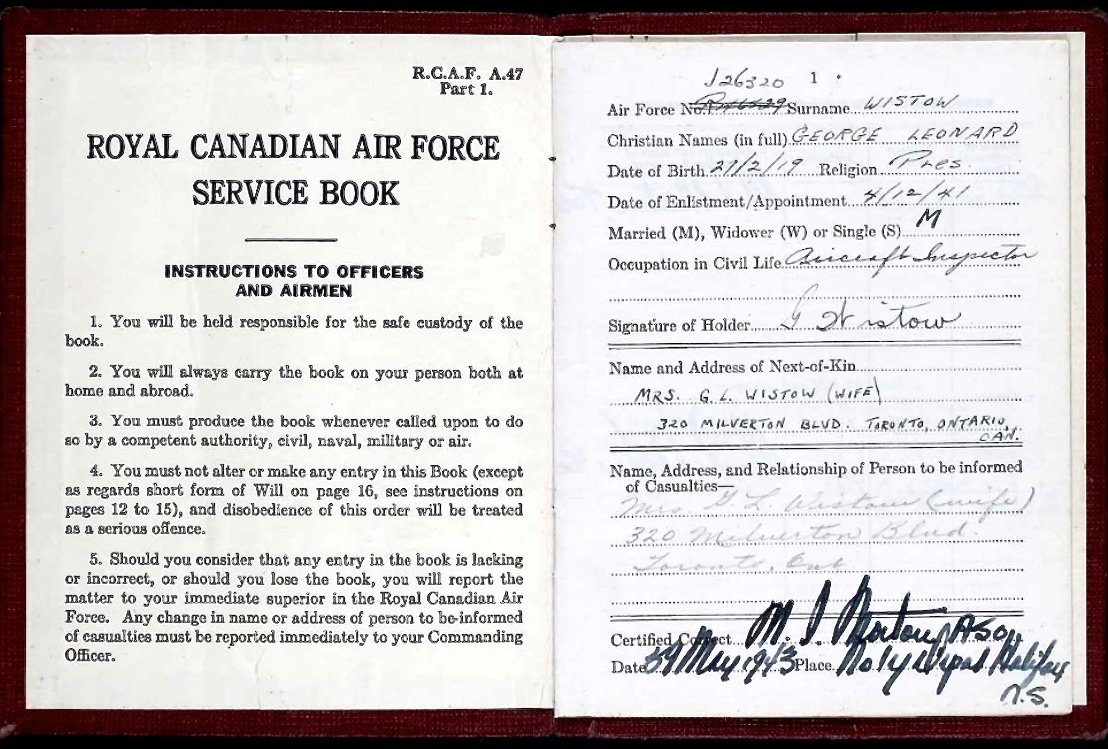 R.C.A.F. A.47
Part 1.
ROYAL CANADIAN AIR FORCE
SERVICE BOOK
INSTRUCTIONS TO OFFICERS
AND AIRMEN
1. You will be held responsible for the safe custody of the
book.
2. You will always carry the book on your person both at
home and abroad.
3. You must produce the book whenever called upon to do
so by a competent authority, civil, naval, military or air.
4. You must not alter or make any entry in this Book (except
as regards short form of Will on page 16, see instructions on
pages 12 to 15), and disobedience of this order will be treated
as a serious offence.
5. Should you consider that any entry in the book is lacking
or incorrect, or should you lose the book, you will report the
matter to your immediate superior in the Royal Canadian Air
Force. Any change in name or address of person to be informed
of casualties must be reported immediately to your Commanding
Officer.
J26320 1
Air Force No. Surname WISTOW
Christian Names (in full) GEORGE LEONARD
Date of Birth 27/2/19 Religion Pres
Date of Enlistment/Appointment 4/12/41
Married (M), Widower (W) or Single (S) M
Occupation in Civil Life Aircraft Inspector
Signature of Holder G Wistow
Name and Address of Next-of-Kin
MRS. G. L. WISTOW (WIFE)
320 MILVERTON BLVD. TORONTO, ONTARIO,
CAN.
Name, Address, and Relationship of Person to be informed
of Casualties—
Mrs G L Wistow (wife)
320 Milverton Blvd.
Toronto, Ont
Certified Correct M. I. Morton
Date May 1943 Place Halifax
N.S.